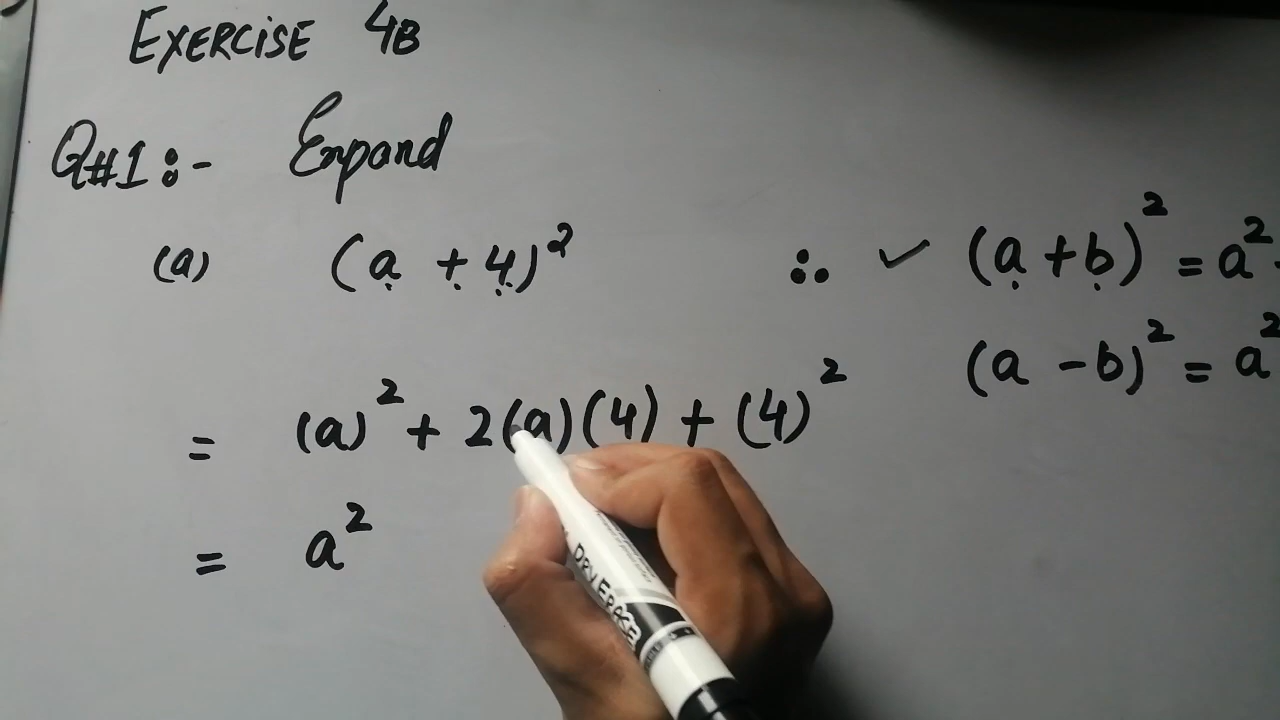 EXERCISE 4B
Q#1:- Expand
(a) (a + 4)² ∴ ✓ (a + b)² = a²
(a - b)² = a²
= (a)² + 2(a)(4) + (4)²
= a²
DRY ERASE